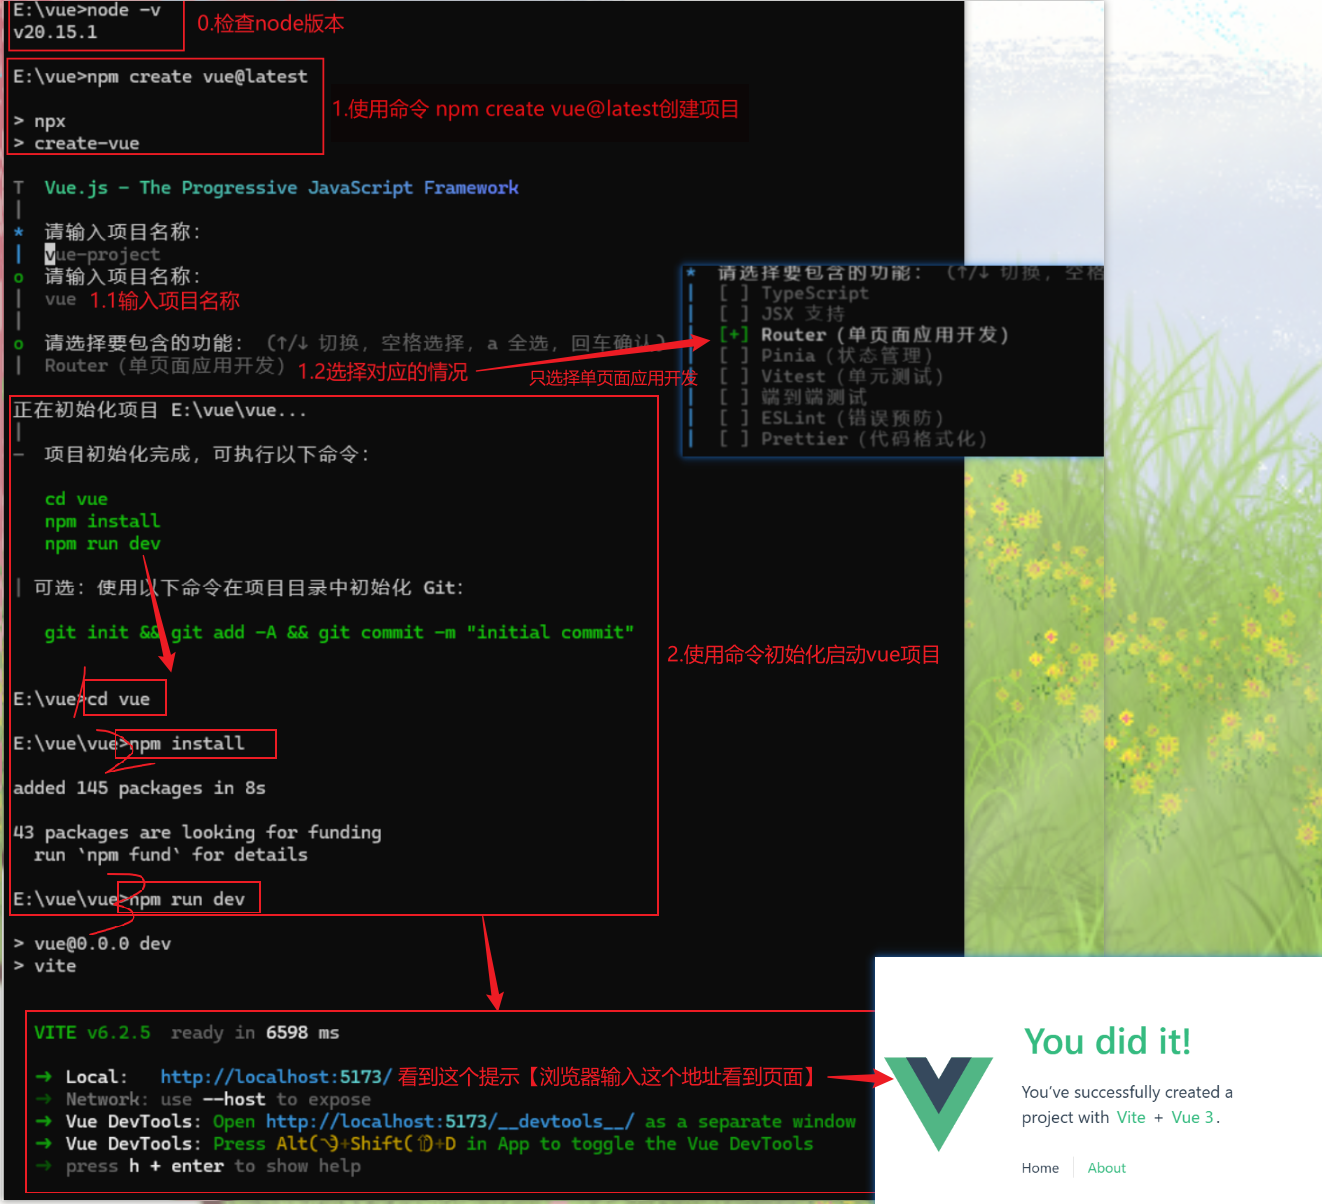 E:\vue>node -v
v20.15.1
0.检查node版本
E:\vue>npm create vue@latest
> npx
> create-vue
1.使用命令 npm create vue@latest创建项目
T Vue.js - The Progressive JavaScript Framework
|
* 请输入项目名称：
| vue-project
o 请输入项目名称：
| vue
1.1输入项目名称
|
o 请选择要包含的功能： (↑/↓ 切换，空格选择，a 全选，回车确认)
| Router（单页面应用开发）
1.2选择对应的情况
只选择单页面应用开发
* 请选择要包含的功能： (↑/↓ 切换，空格
| [ ] TypeScript
| [ ] JSX 支持
| [+] Router（单页面应用开发）
| [ ] Pinia（状态管理）
| [ ] Vitest（单元测试）
| [ ] 端到端测试
| [ ] ESLint（错误预防）
| [ ] Prettier（代码格式化）
正在初始化项目 E:\vue\vue...
|
— 项目初始化完成，可执行以下命令：
cd vue
npm install
npm run dev
| 可选：使用以下命令在项目目录中初始化 Git:
git init && git add -A && git commit -m "initial commit"
2.使用命令初始化启动vue项目
E:\vue>cd vue
E:\vue\vue>npm install
added 145 packages in 8s
43 packages are looking for funding
run `npm fund` for details
E:\vue\vue>npm run dev
> vue@0.0.0 dev
> vite
VITE v6.2.5 ready in 6598 ms
➜ Local: http://localhost:5173/
看到这个提示【浏览器输入这个地址看到页面】
➜ Network: use --host to expose
➜ Vue DevTools: Open http://localhost:5173/__devtools__/ as a separate window
➜ Vue DevTools: Press Alt(⌥)+Shift(⇧)+D in App to toggle the Vue DevTools
➜ press h + enter to show help
You did it!
You've successfully created a
project with Vite + Vue 3.
Home
About